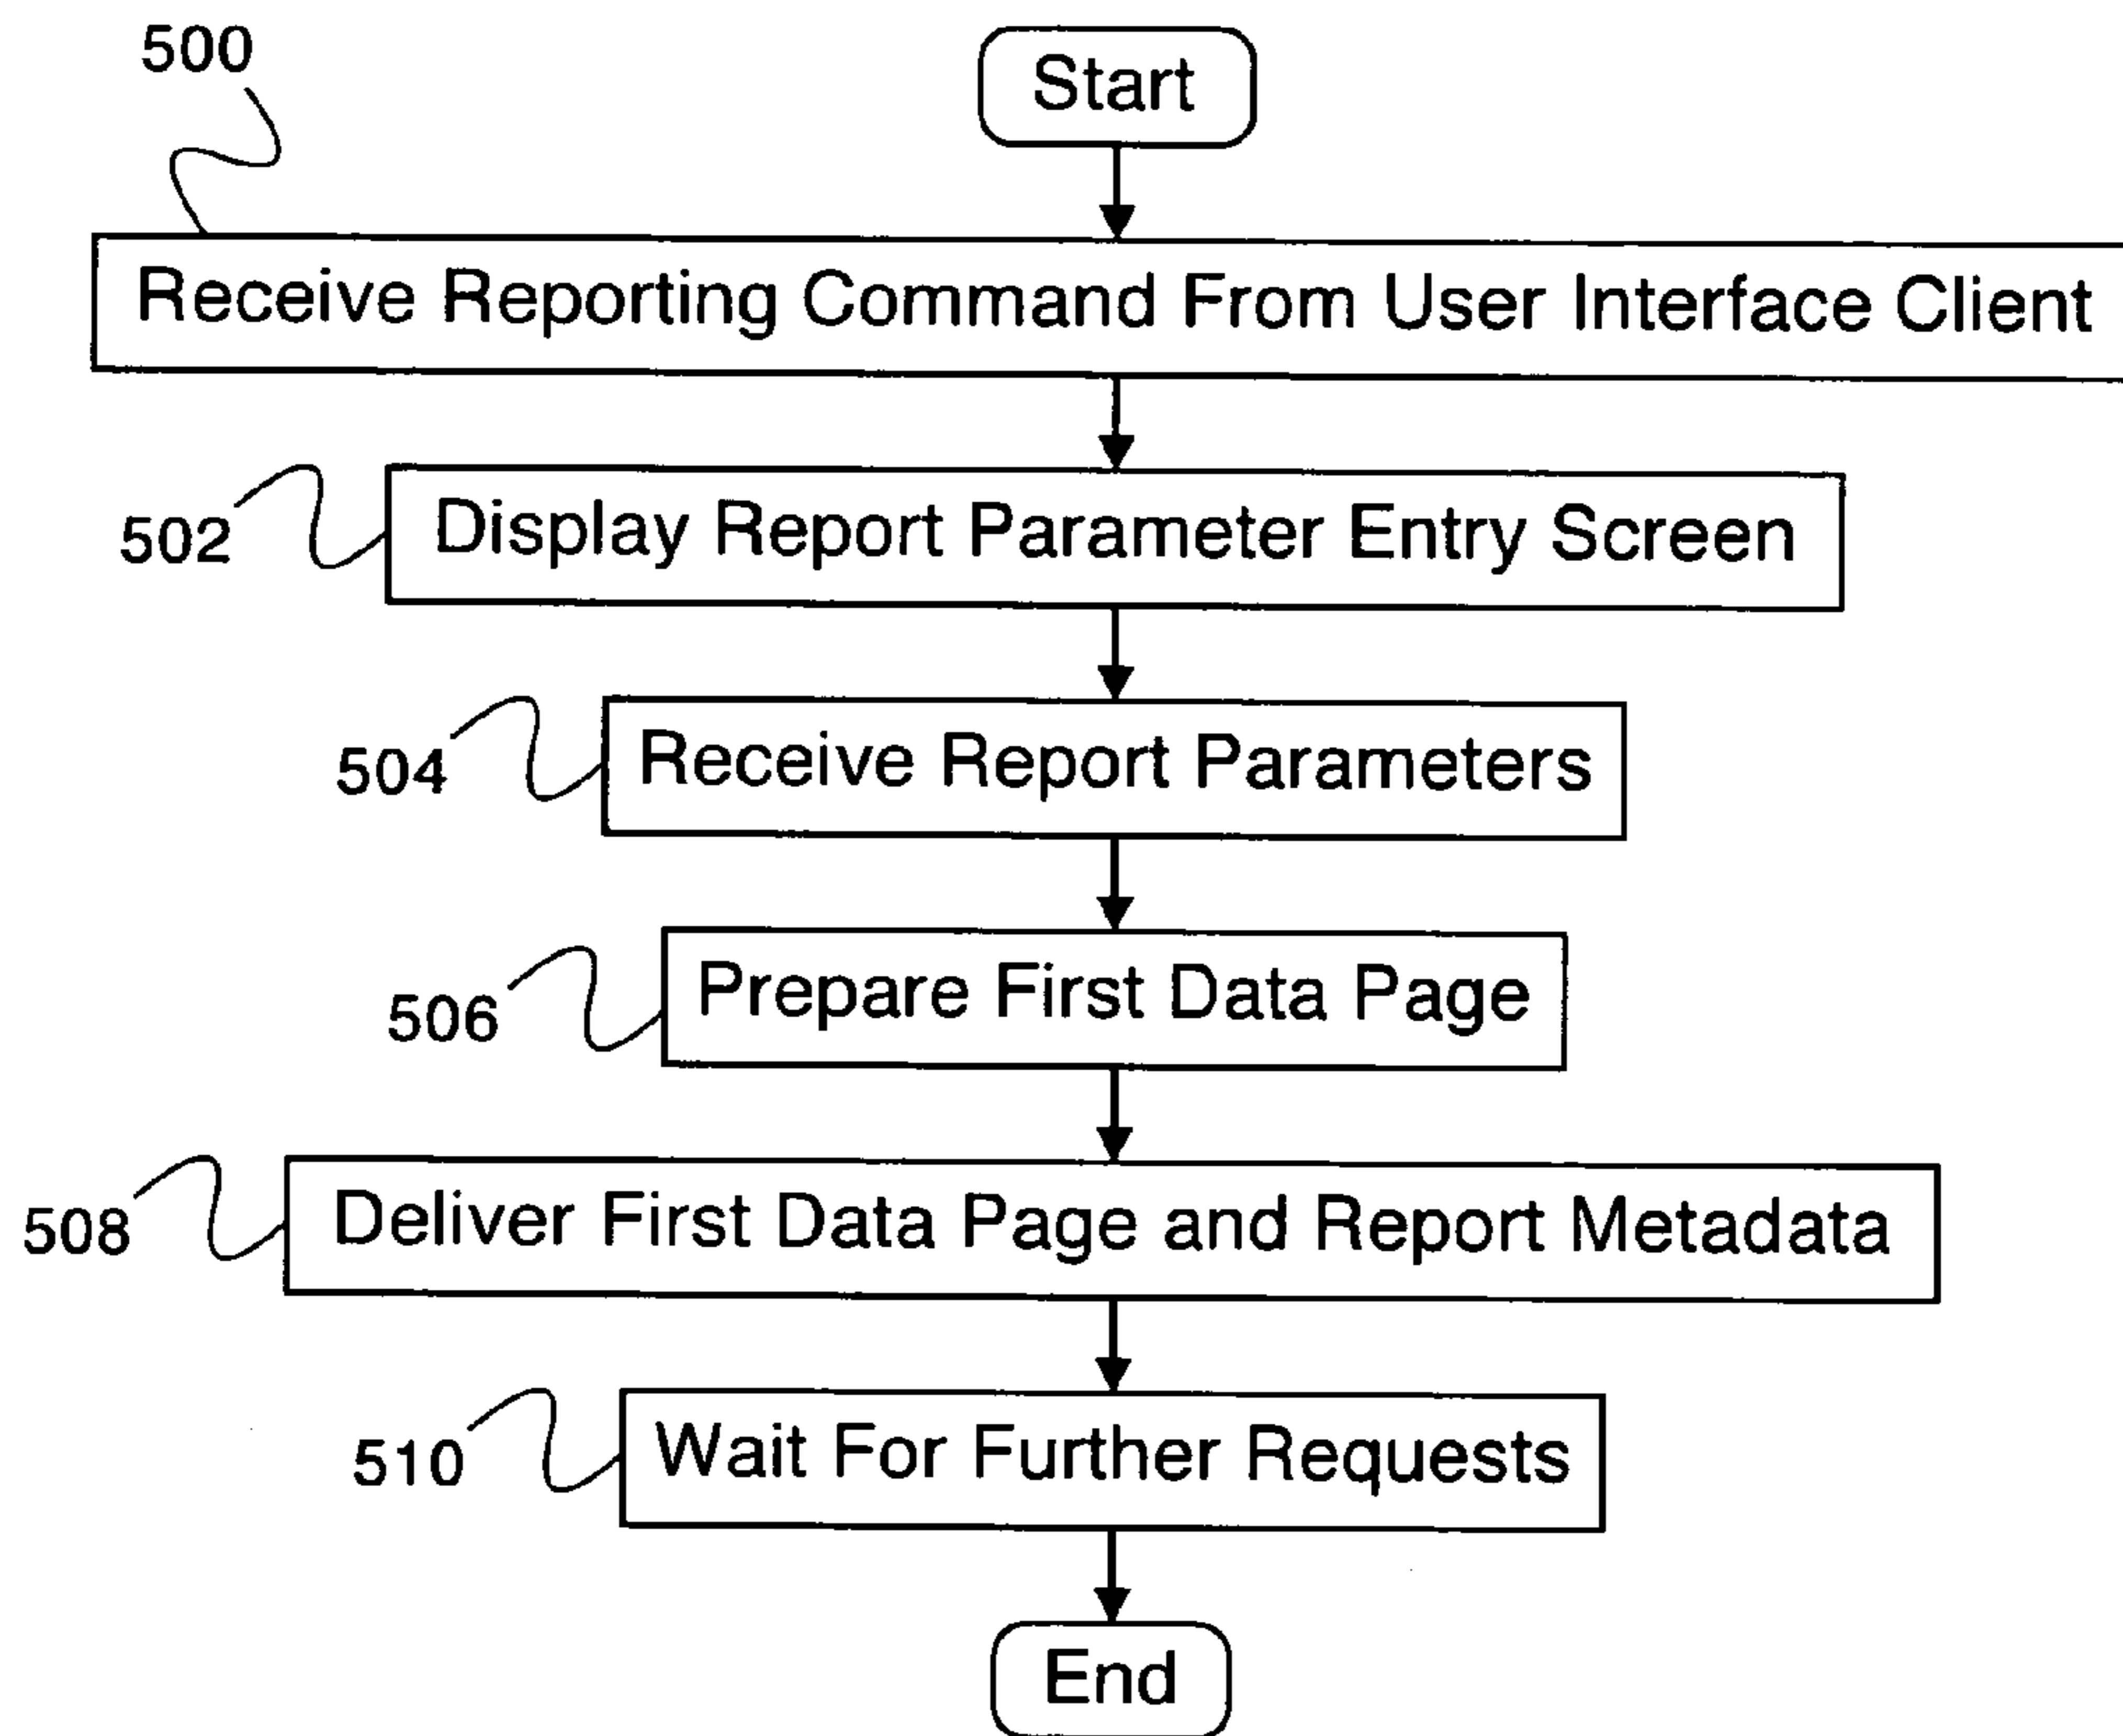 500
Start
Receive Reporting Command From User Interface Client
502
Display Report Parameter Entry Screen
504
Receive Report Parameters
506
Prepare First Data Page
508
Deliver First Data Page and Report Metadata
510
Wait For Further Requests
End